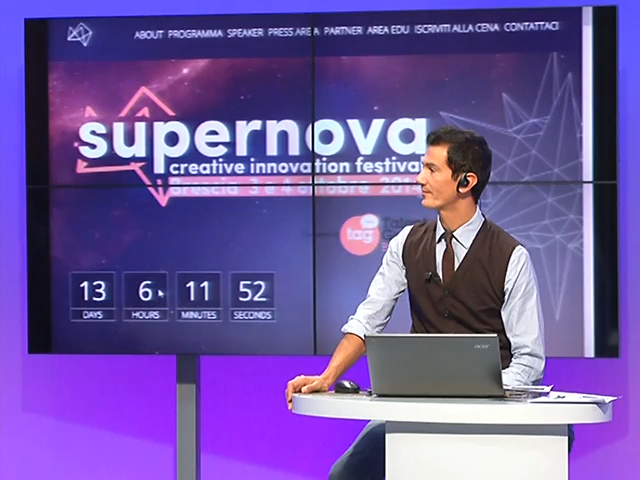 ABOUT PROGRAMMA SPEAKER PRESS AREA PARTNER AREA EDU ISCRIVITI ALLA CENA CONTATTACI
supernova
creative innovation festival
Brescia 3 e 4 ottobre 2014
tag Talent
13 6 11 52
DAYS HOURS MINUTES SECONDS
acer